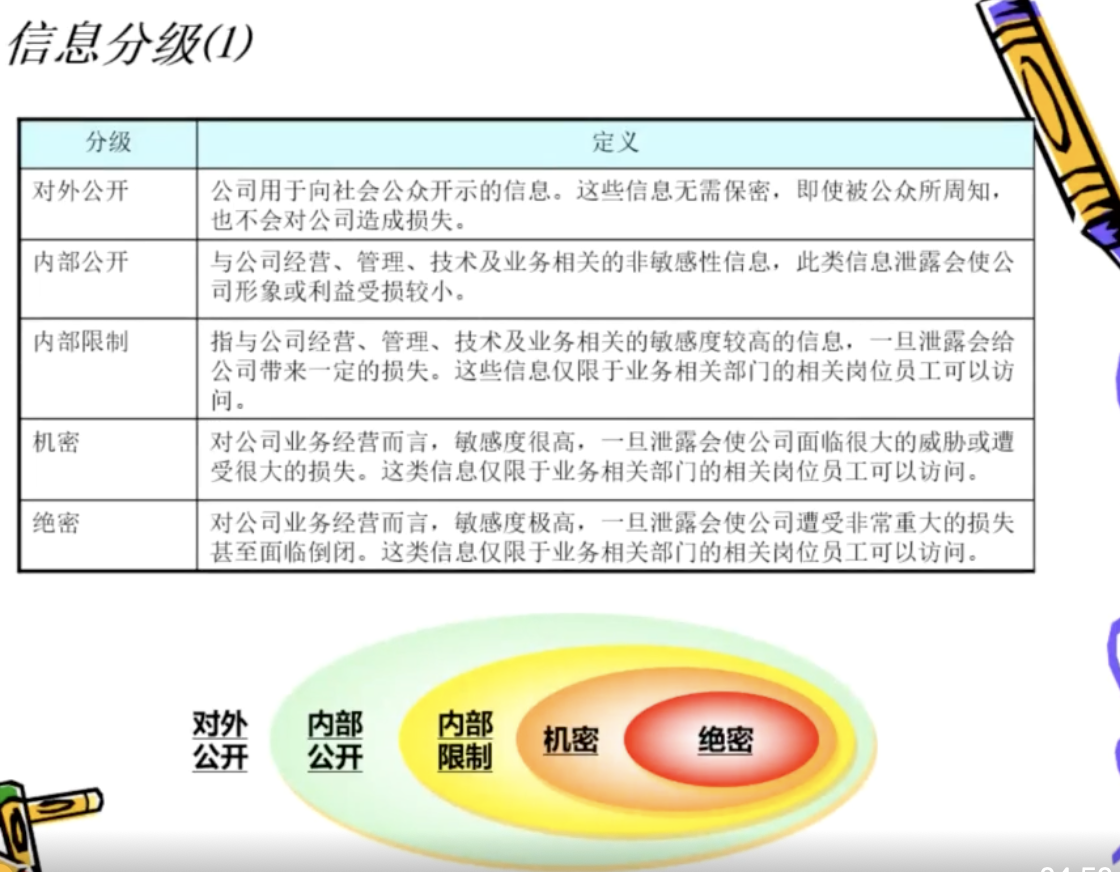 信息分级(1)
分级
定义
对外公开
公司用于向社会公众开示的信息。这些信息无需保密，即使被公众所周知，
也不会对公司造成损失。
内部公开
与公司经营、管理、技术及业务相关的非敏感性信息，此类信息泄露会使公
司形象或利益受损较小。
内部限制
指与公司经营、管理、技术及业务相关的敏感度较高的信息，一旦泄露会给
公司带来一定的损失。这些信息仅限于业务相关部门的相关岗位员工可以访
问。
机密
对公司业务经营而言，敏感度很高，一旦泄露会使公司面临很大的威胁或遭
受很大的损失。这类信息仅限于业务相关部门的相关岗位员工可以访问。
绝密
对公司业务经营而言，敏感度极高，一旦泄露会使公司遭受非常重大的损失
甚至面临倒闭。这类信息仅限于业务相关部门的相关岗位员工可以访问。
对外
公开
内部
公开
内部
限制
机密
绝密